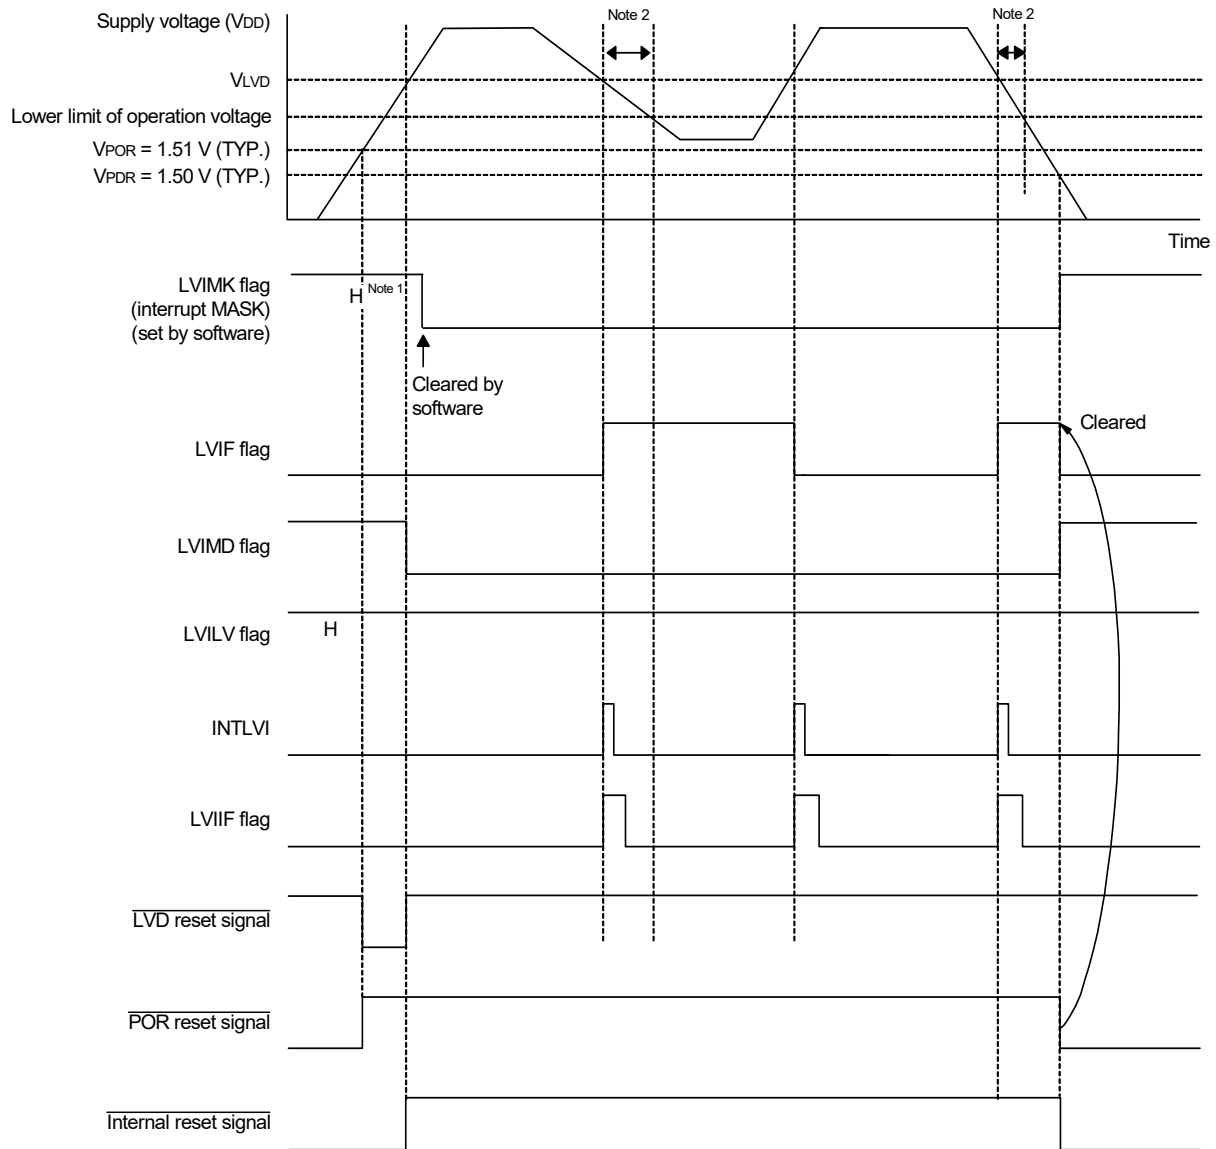 Note 2
Note 2
Supply voltage (VDD)
VLVD
Lower limit of operation voltage
VPOR = 1.51 V (TYP.)
VPDR = 1.50 V (TYP.)
Time
LVIMK flag
(interrupt MASK)
(set by software)
H Note 1
Cleared by
software
Cleared
LVIF flag
LVIMD flag
LVILV flag
H
INTLVI
LVIIF flag
LVD reset signal
POR reset signal
Internal reset signal